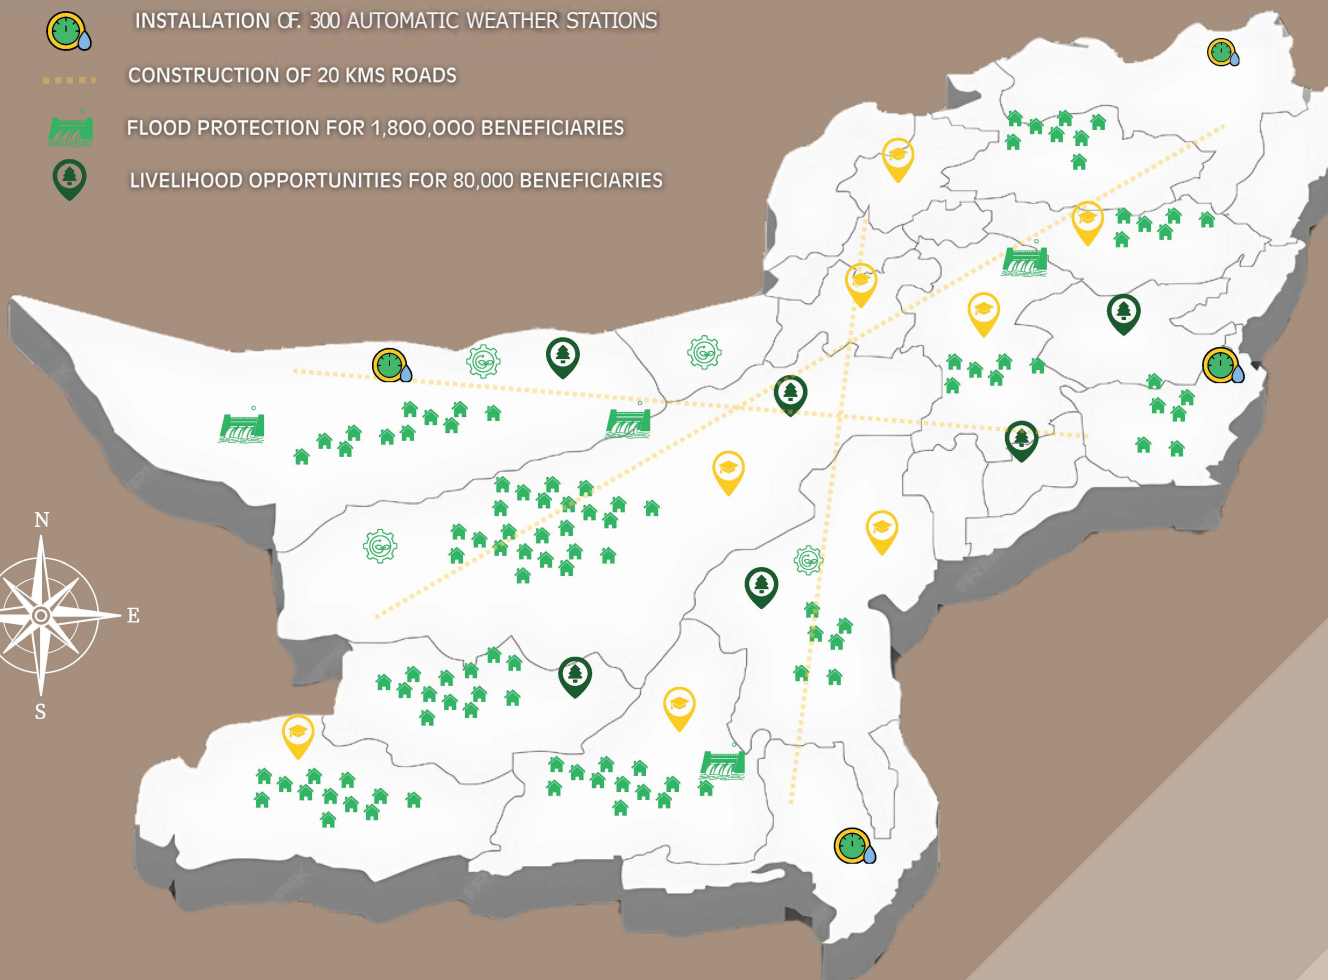 INSTALLATION OF. 300 AUTOMATIC WEATHER STATIONS
CONSTRUCTION OF 20 KMS ROADS
FLOOD PROTECTION FOR 1,800,000 BENEFICIARIES
LIVELIHOOD OPPORTUNITIES FOR 80,000 BENEFICIARIES
N
E
S